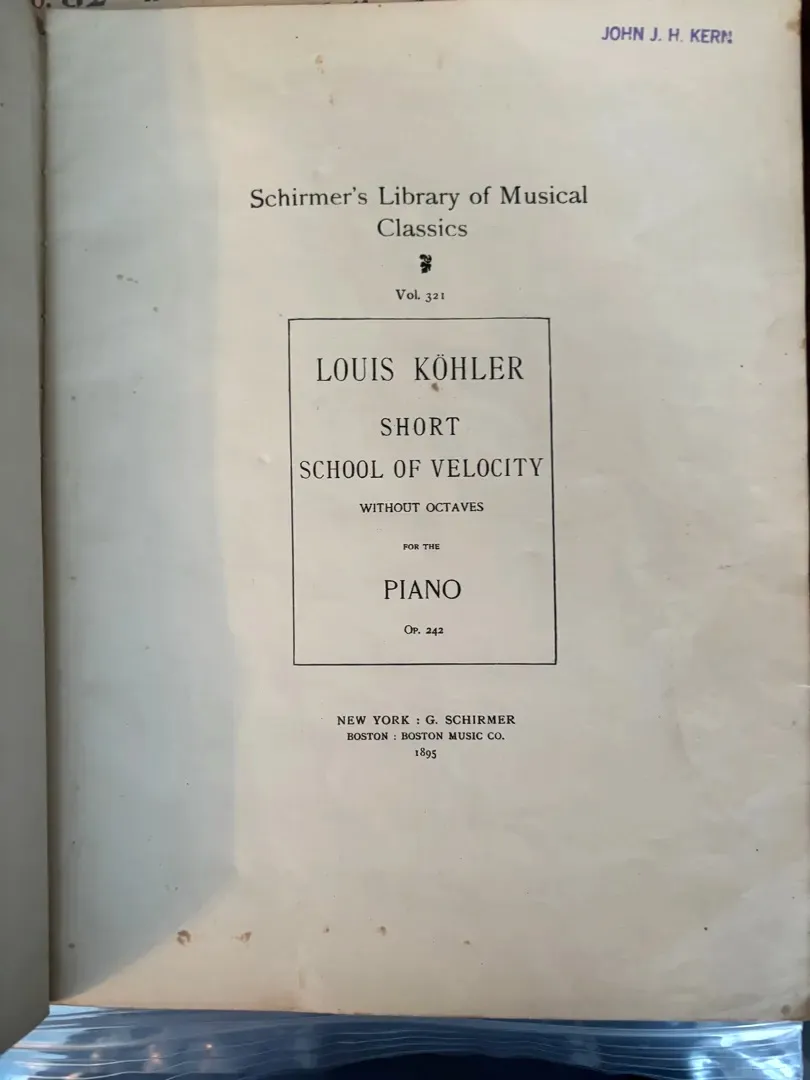 JOHN J. H. KERN
Schirmer's Library of Musical
Classics
Vol. 321
LOUIS KÖHLER
SHORT
SCHOOL OF VELOCITY
WITHOUT OCTAVES
FOR THE
PIANO
OP. 242
NEW YORK : G. SCHIRMER
BOSTON : BOSTON MUSIC CO.
1895